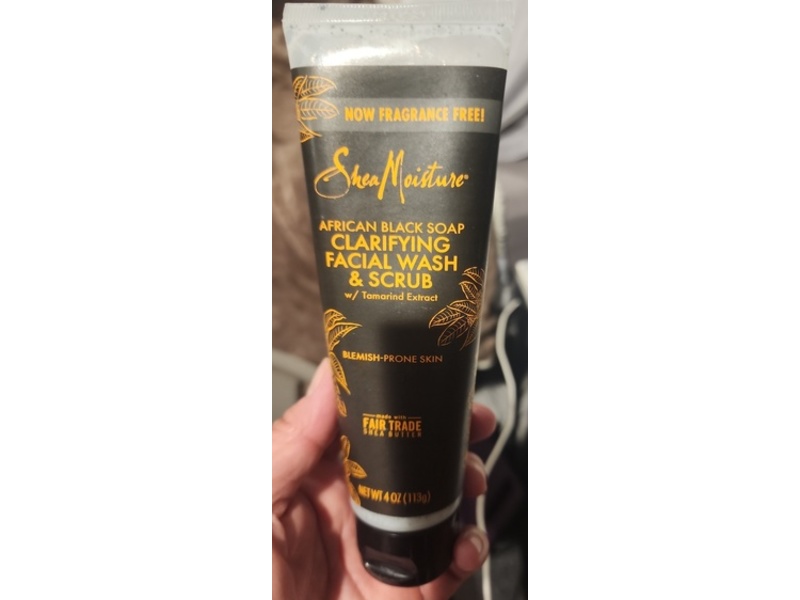 NOW FRAGRANCE FREE!
SheaMoisture®
AFRICAN BLACK SOAP
CLARIFYING
FACIAL WASH
& SCRUB
w/ Tamarind Extract
BLEMISH-PRONE SKIN
made with
FAIR TRADE
SHEA BUTTER
NET WT 4 OZ (113g)